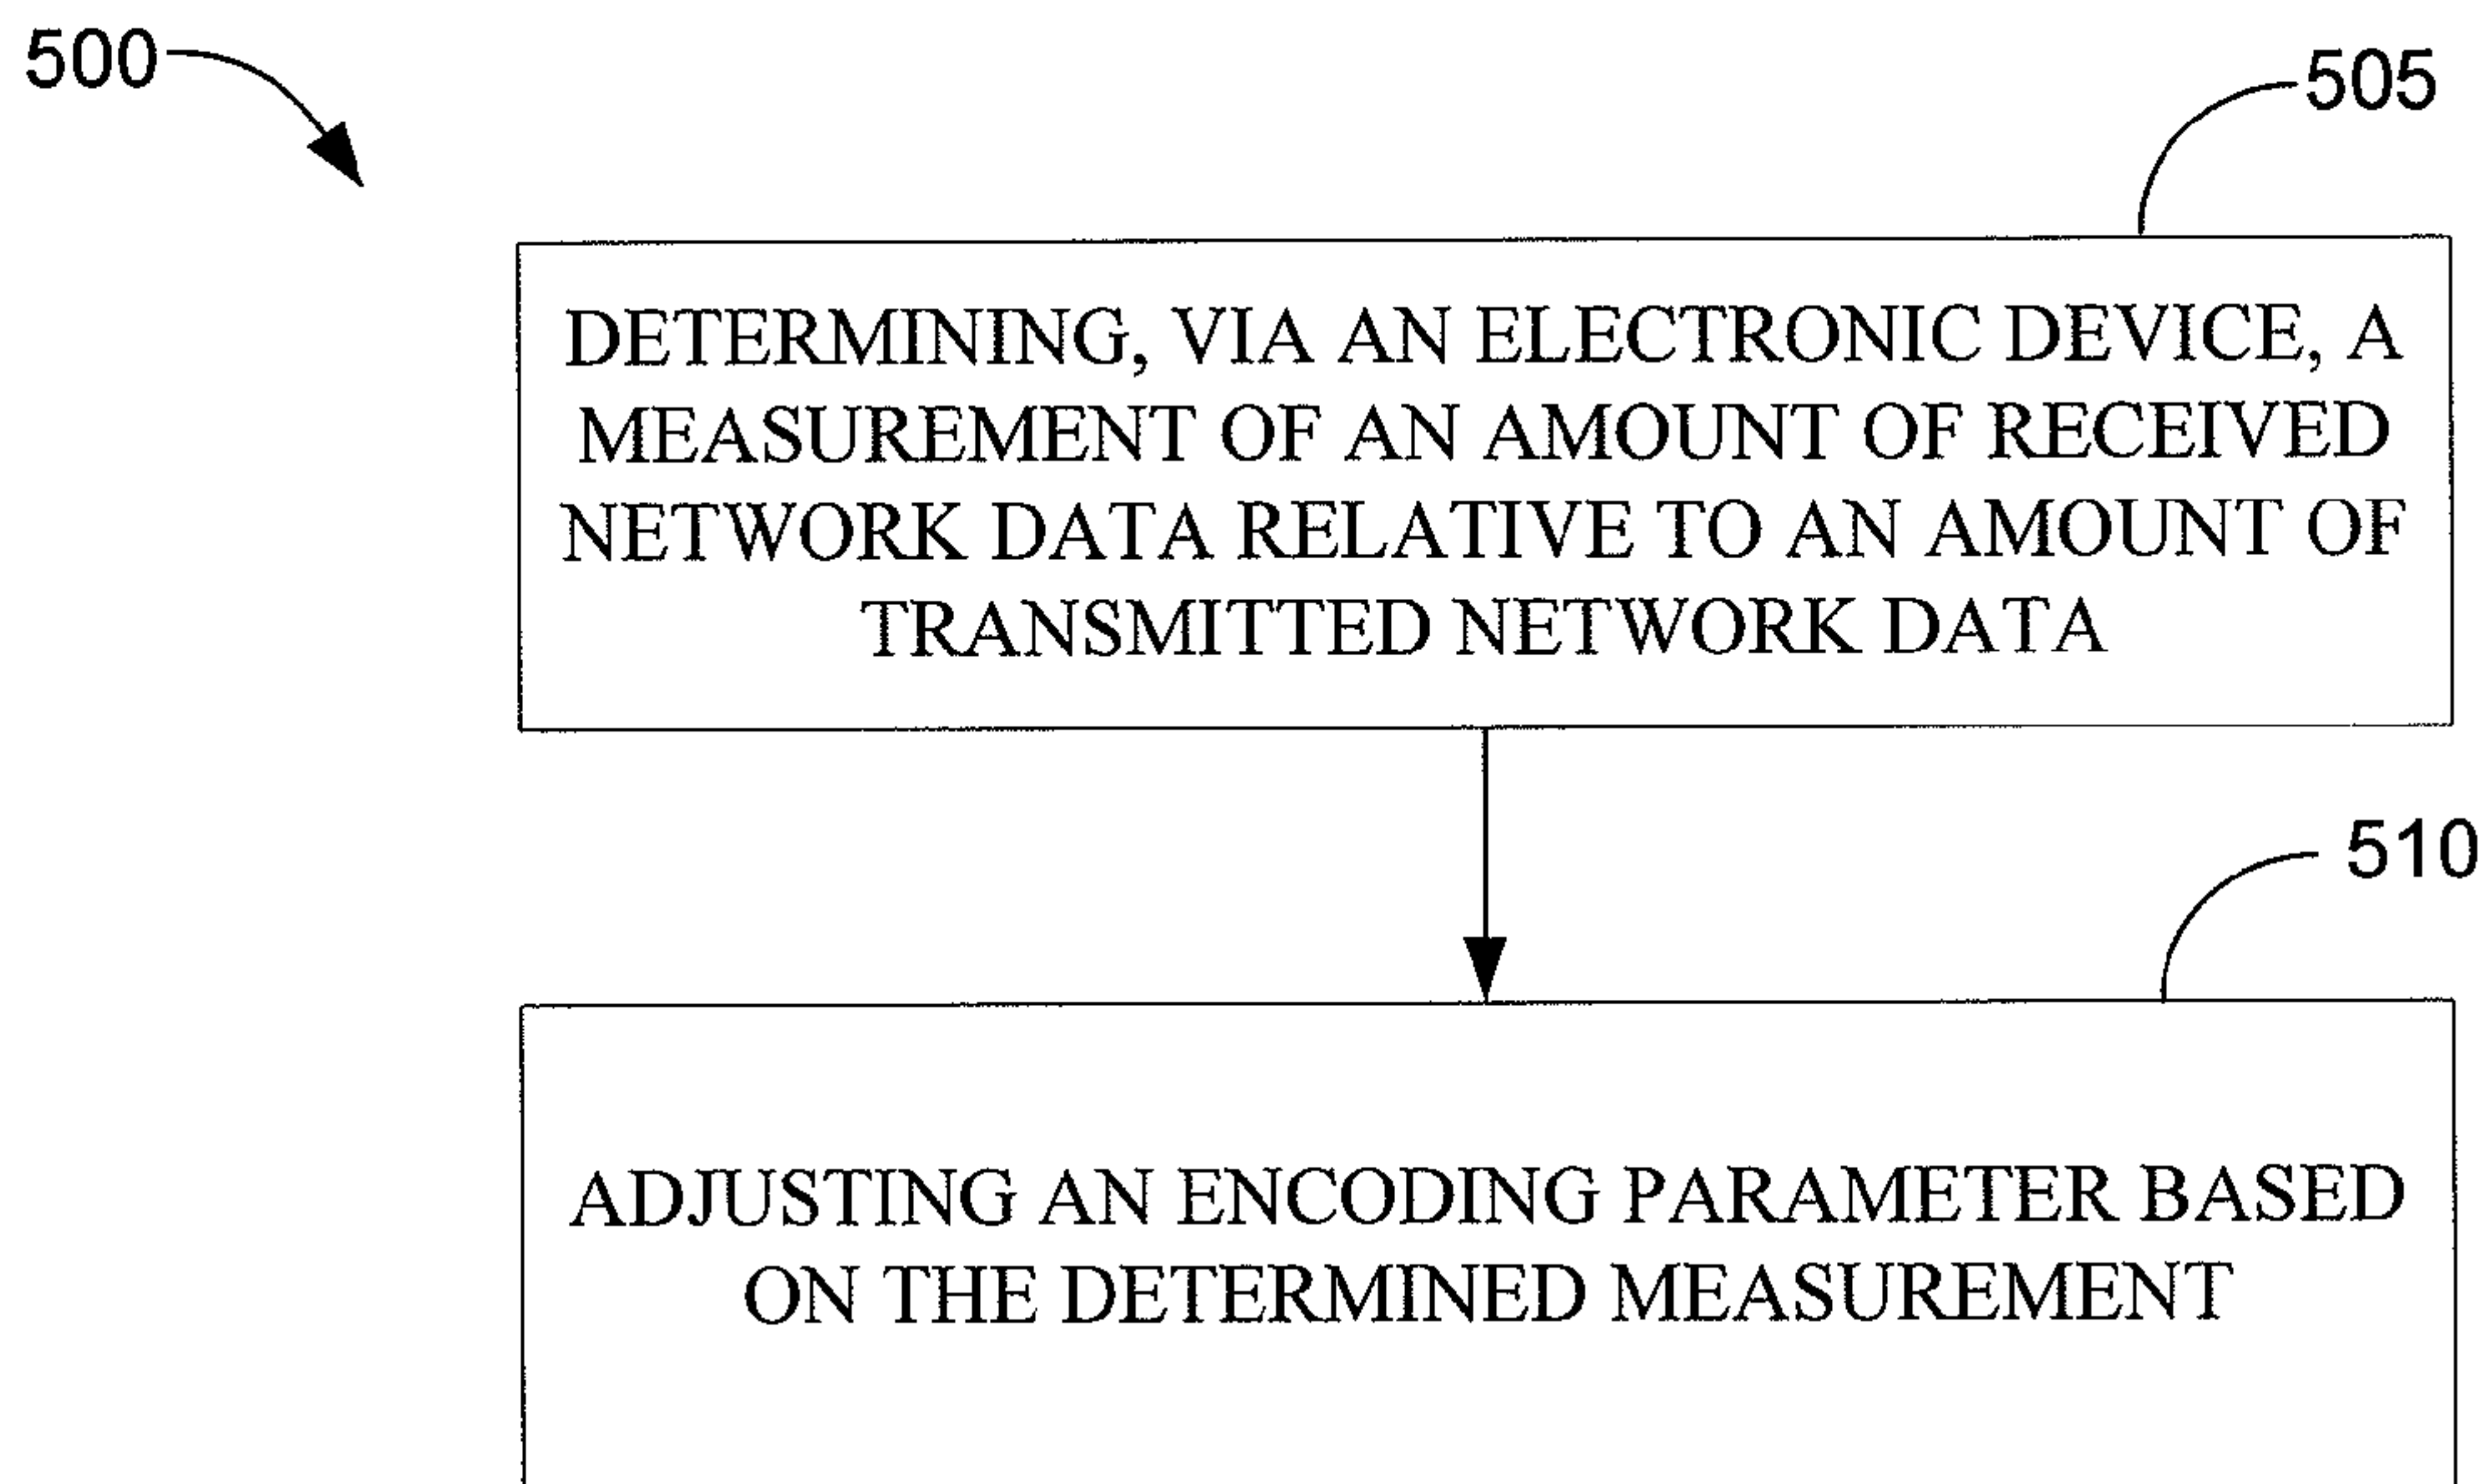 500
505
DETERMINING, VIA AN ELECTRONIC DEVICE, A
MEASUREMENT OF AN AMOUNT OF RECEIVED
NETWORK DATA RELATIVE TO AN AMOUNT OF
TRANSMITTED NETWORK DATA
510
ADJUSTING AN ENCODING PARAMETER BASED
ON THE DETERMINED MEASUREMENT